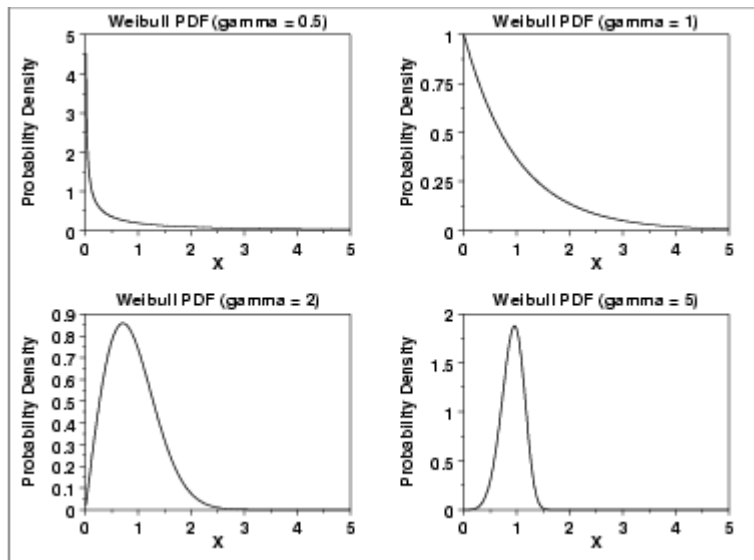 Weibull PDF (gamma = 0.5)
5
4
3
2
1
0
Probability Density
0 1 2 3 4 5
X
Weibull PDF (gamma = 1)
1
0.75
0.5
0.25
0
Probability Density
0 1 2 3 4 5
X
Weibull PDF (gamma = 2)
0.9
0.8
0.7
0.6
0.5
0.4
0.3
0.2
0.1
0
Probability Density
0 1 2 3 4 5
X
Weibull PDF (gamma = 5)
2
1.5
1
0.5
0
Probability Density
0 1 2 3 4 5
X